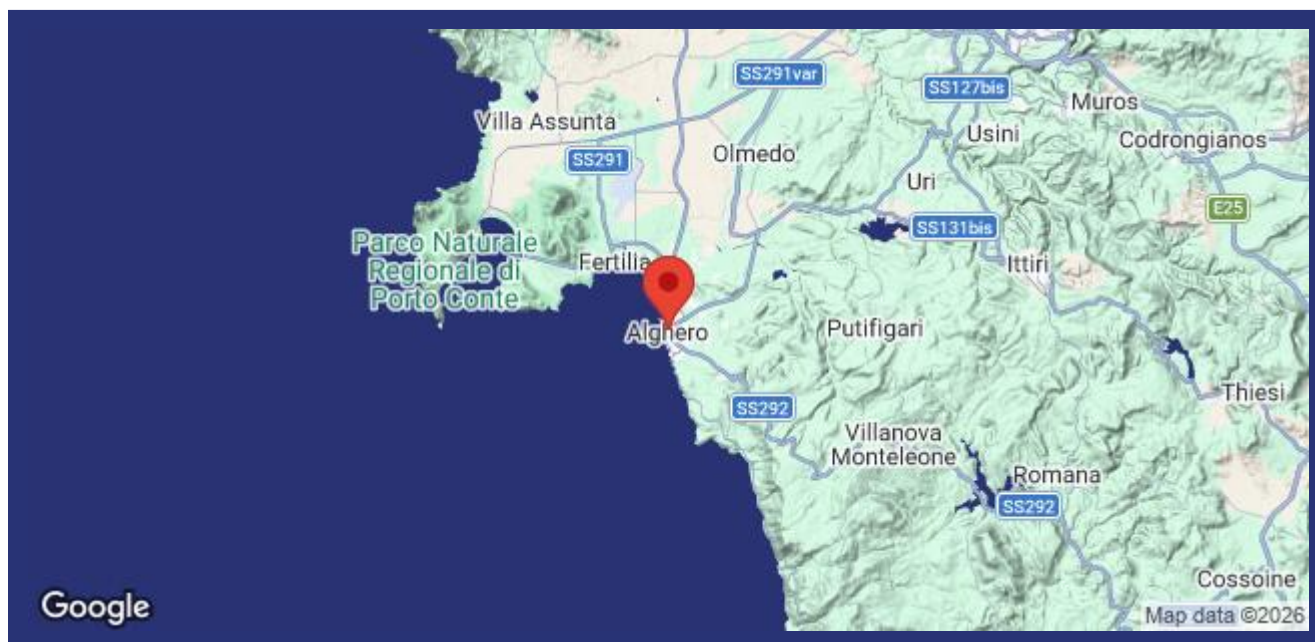 SS291var
SS127bis
Muros
Villa Assunta
Usini
Codrongianos
SS291
Olmedo
Uri
E25
Parco Naturale
Regionale di
Porto Conte
SS131bis
Fertilia
Ittiri
Alghero
Putifigari
Thiesi
SS292
Villanova
Monteleone
Romana
SS292
Cossoine
Google
Map data ©2026